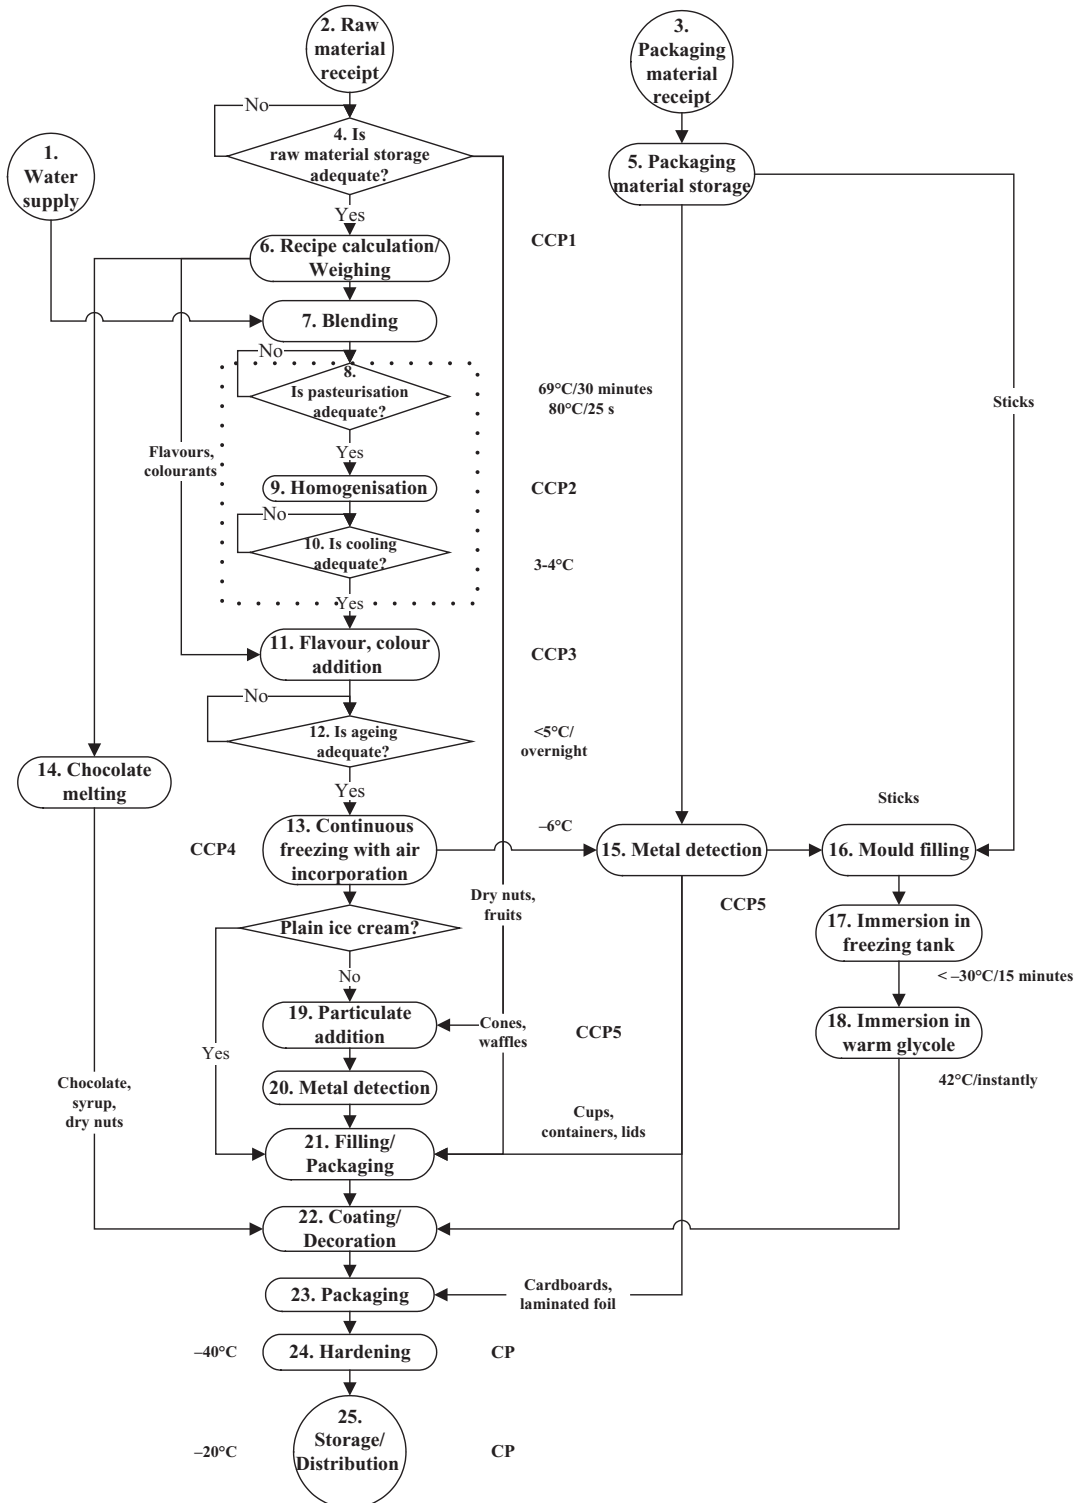 2. Raw
material
receipt
3.
Packaging
material
receipt
No
4. Is
raw material storage
adequate?
1.
Water
supply
5. Packaging
material storage
Yes
CCP1
6. Recipe calculation/
Weighing
7. Blending
No
8.
Is pasteurisation
adequate?
69°C/30 minutes
80°C/25 s
Sticks
Yes
Flavours,
colourants
9. Homogenisation
CCP2
No
10. Is cooling
adequate?
3-4°C
Yes
11. Flavour, colour
addition
CCP3
No
12. Is ageing
adequate?
<5°C/
overnight
14. Chocolate
melting
Yes
Sticks
13. Continuous
freezing with air
incorporation
CCP4
–6°C
15. Metal detection
16. Mould filling
Dry nuts,
fruits
CCP5
Plain ice cream?
17. Immersion in
freezing tank
No
< –30°C/15 minutes
19. Particulate
addition
Cones,
waffles
CCP5
18. Immersion in
warm glycole
Yes
20. Metal detection
42°C/instantly
Chocolate,
syrup,
dry nuts
Cups,
containers, lids
21. Filling/
Packaging
22. Coating/
Decoration
23. Packaging
Cardboards,
laminated foil
–40°C
24. Hardening
CP
25.
Storage/
Distribution
–20°C
CP